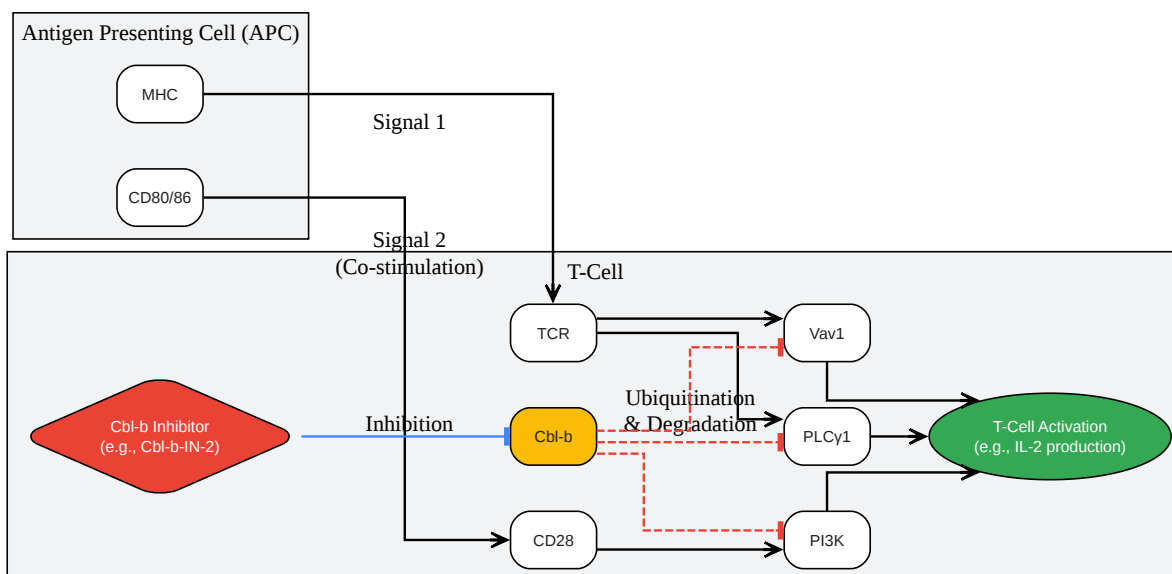 Antigen Presenting Cell (APC)
MHC
Signal 1
CD80/86
Signal 2
(Co-stimulation)
T-Cell
TCR
Vav1
Cbl-b Inhibitor
(e.g., Cbl-b-IN-2)
Inhibition
Cbl-b
Ubiquitination
& Degradation
PLCγ1
T-Cell Activation
(e.g., IL-2 production)
CD28
PI3K